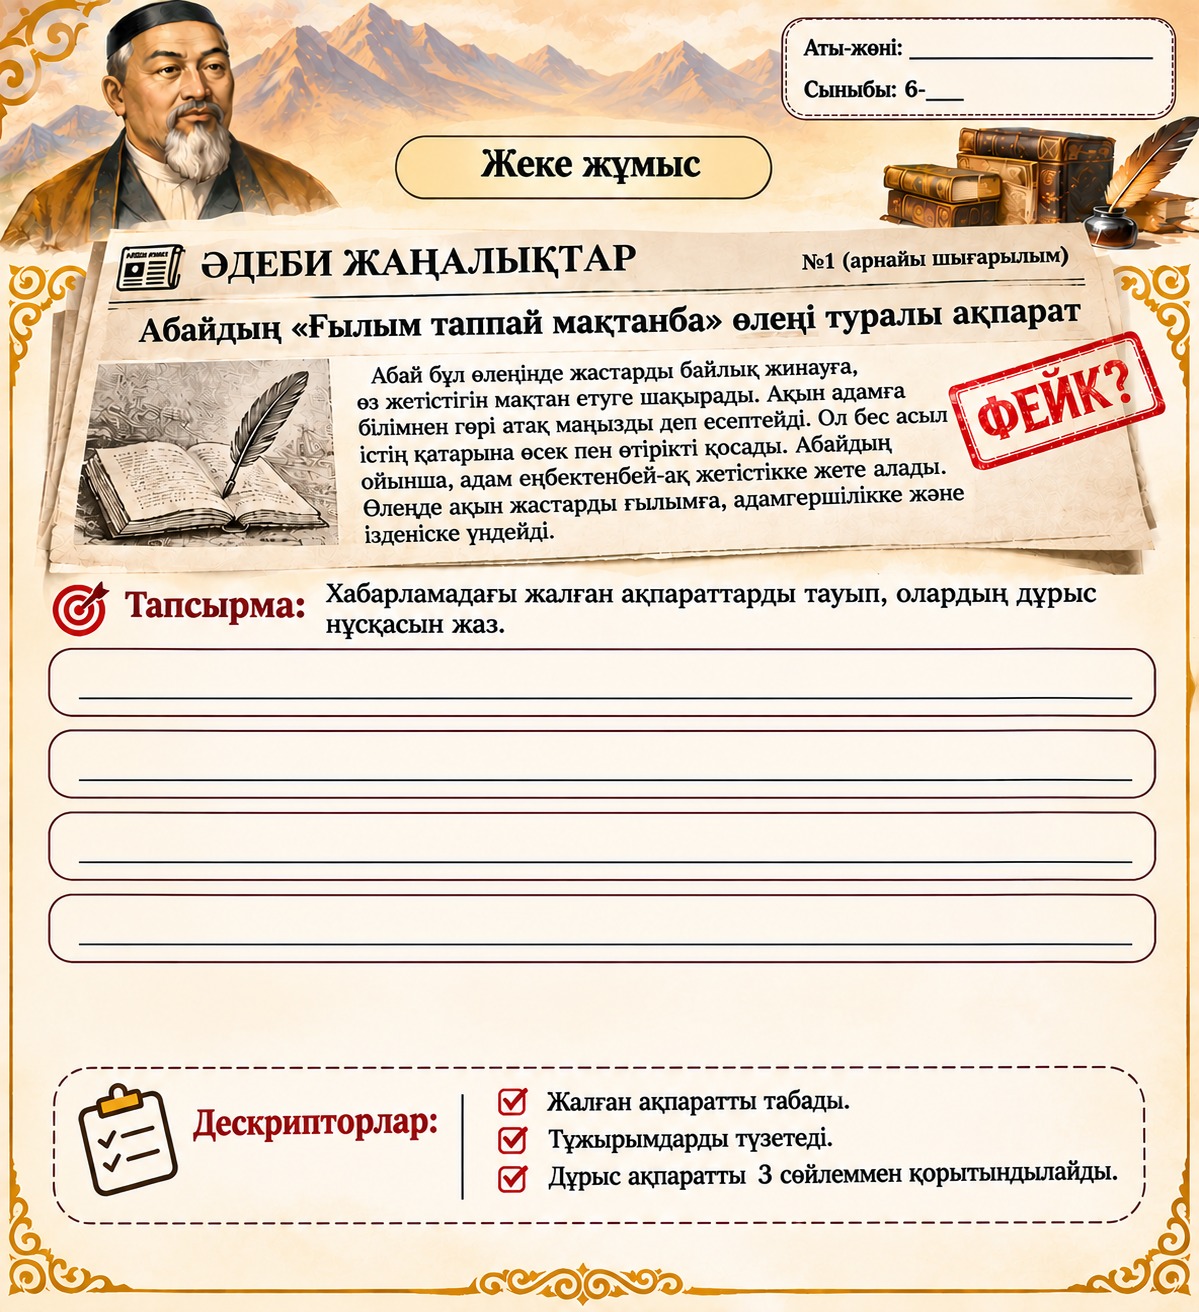 Аты-жөні:
Сыныбы: 6-___
Жеке жұмыс
ӘДЕБИ ЖАҢАЛЫҚТАР
№1 (арнайы шығарылым)
Абайдың «Ғылым таппай мақтанба» өлеңі туралы ақпарат
Абай бұл өлеңінде жастарды байлық жинауға,
өз жетістігін мақтан етуге шақырады. Ақын адамға
білімнен гөрі атақ маңызды деп есептейді. Ол бес асыл
істің қатарына өсек пен өтірікті қосады. Абайдың
ойынша, адам еңбектенбей-ақ жетістікке жете алады.
Өлеңде ақын жастарды ғылымға, адамгершілікке және
ізденіске үндейді.
ФЕЙК?
Тапсырма:
Хабарламадағы жалған ақпараттарды тауып, олардың дұрыс
нұсқасын жаз.
Дескрипторлар:
Жалған ақпаратты табады.
Тұжырымдарды түзетеді.
Дұрыс ақпаратты 3 сөйлеммен қорытындылайды.